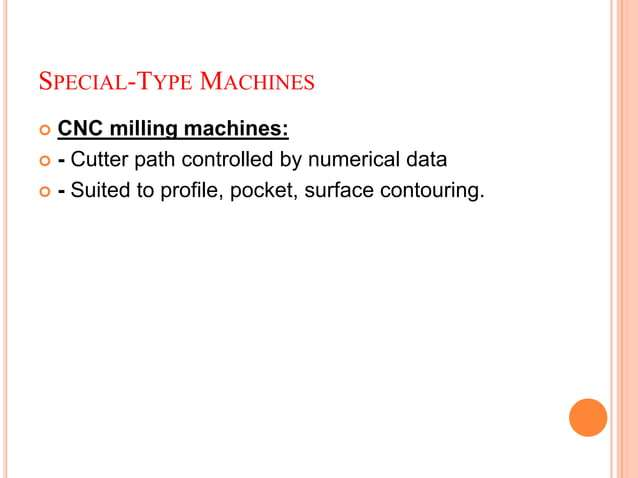 Special-Type Machines
CNC milling machines:
- Cutter path controlled by numerical data
- Suited to profile, pocket, surface contouring.